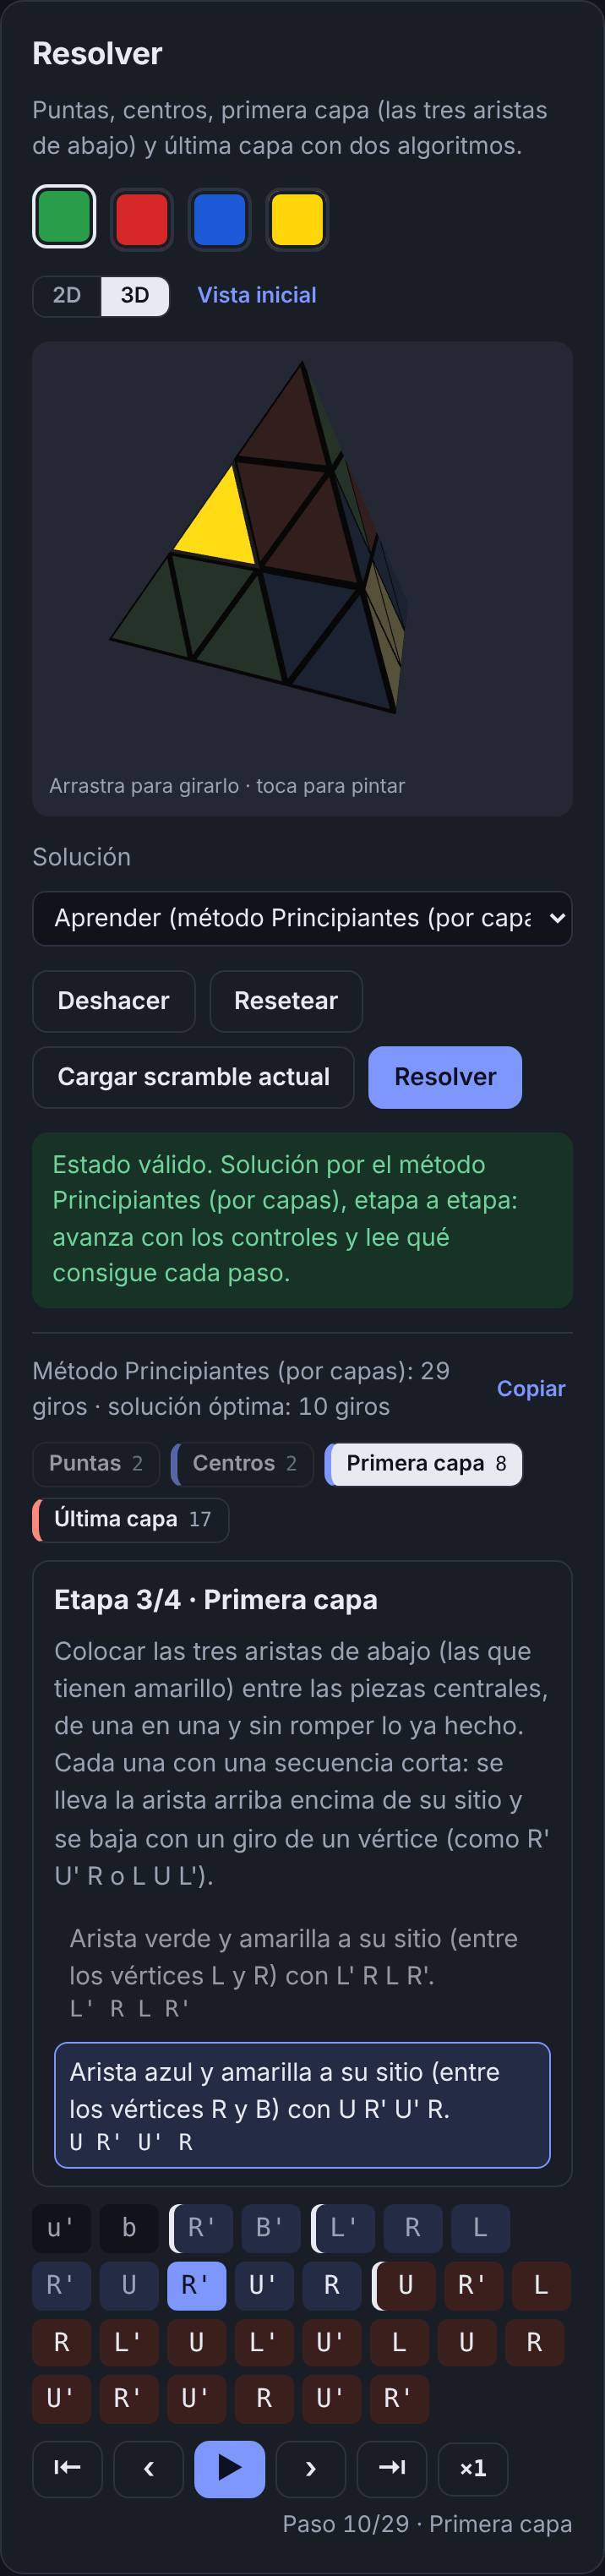 Resolver
Puntas, centros, primera capa (las tres aristas
de abajo) y última capa con dos algoritmos.
2D 3D Vista inicial
Arrastra para girarlo · toca para pintar
Solución
Aprender (método Principiantes (por capa
Deshacer Resetear
Cargar scramble actual Resolver
Estado válido. Solución por el método
Principiantes (por capas), etapa a etapa:
avanza con los controles y lee qué
consigue cada paso.
Método Principiantes (por capas): 29
giros · solución óptima: 10 giros
Copiar
Puntas 2 Centros 2 Primera capa 8
Última capa 17
Etapa 3/4 · Primera capa
Colocar las tres aristas de abajo (las que
tienen amarillo) entre las piezas centrales,
de una en una y sin romper lo ya hecho.
Cada una con una secuencia corta: se
lleva la arista arriba encima de su sitio y
se baja con un giro de un vértice (como R'
U' R o L U L').
Arista verde y amarilla a su sitio (entre
los vértices L y R) con L' R L R'.
L' R L R'
Arista azul y amarilla a su sitio (entre
los vértices R y B) con U R' U' R.
U R' U' R
u' b R' B' L' R L
R' U R' U' R U R' L
R L' U L' U' L U R
U' R' U' R U' R'
×1
Paso 10/29 · Primera capa